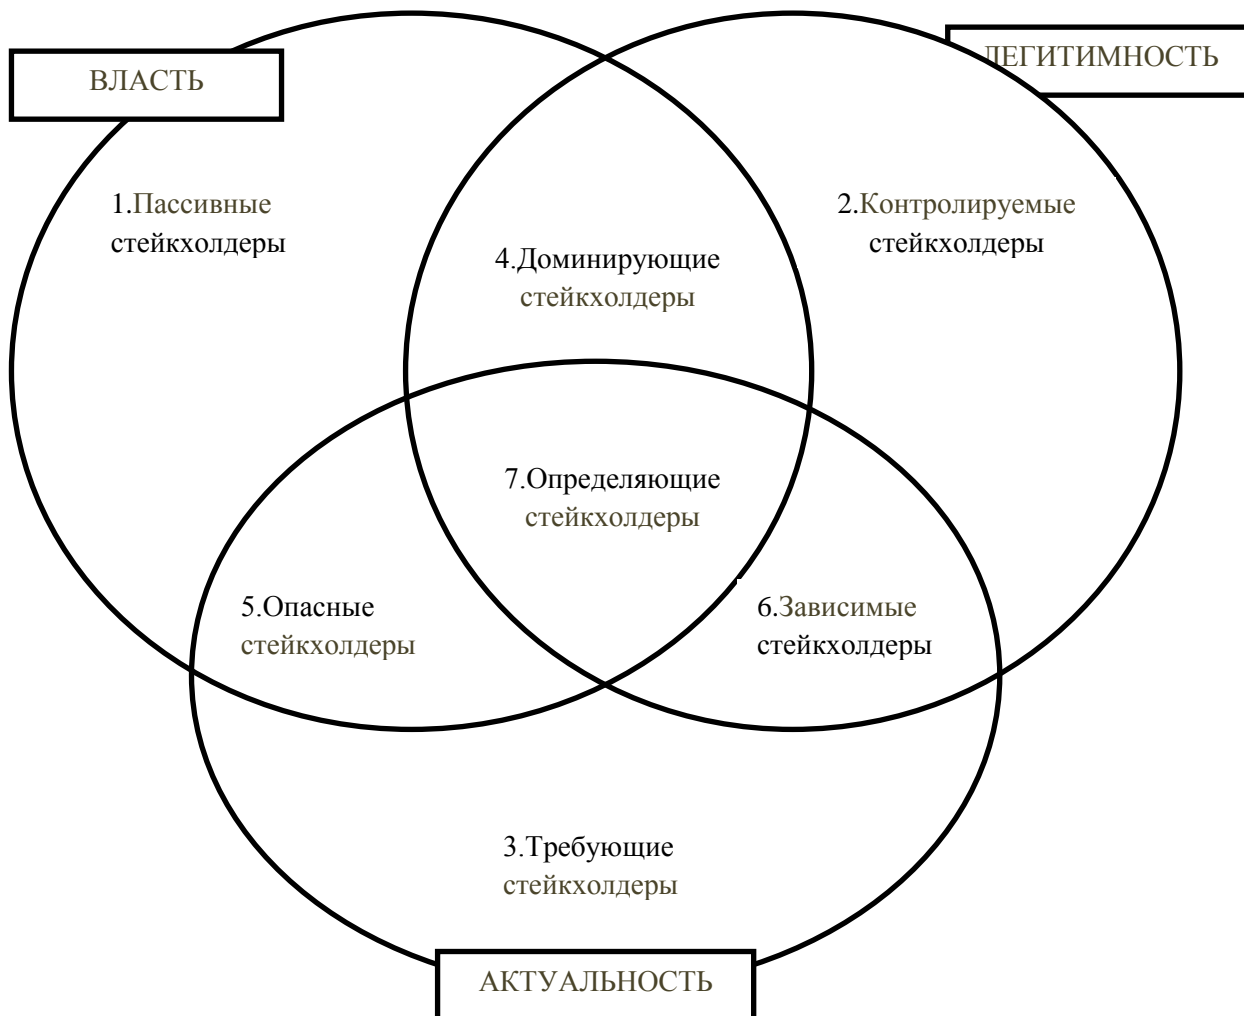 ВЛАСТЬ
ЛЕГИТИМНОСТЬ
1.Пассивные
стейкхолдеры
2.Контролируемые
стейкхолдеры
4.Доминирующие
стейкхолдеры
7.Определяющие
стейкхолдеры
5.Опасные
стейкхолдеры
6.Зависимые
стейкхолдеры
3.Требующие
стейкхолдеры
АКТУАЛЬНОСТЬ